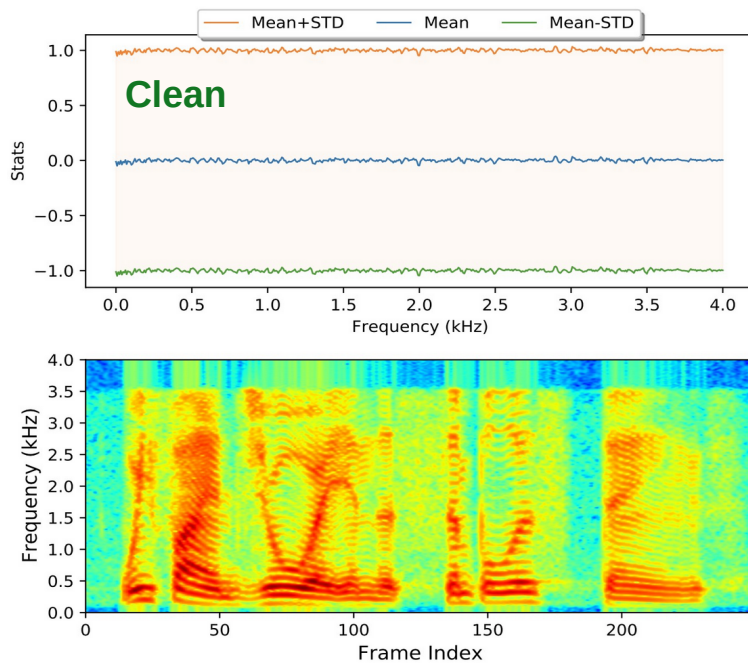 Mean+STD Mean Mean-STD
Clean
Stats
1.0
0.5
0.0
−0.5
−1.0
0.0 0.5 1.0 1.5 2.0 2.5 3.0 3.5 4.0
Frequency (kHz)
Frequency (kHz)
4.0
3.5
3.0
2.5
2.0
1.5
1.0
0.5
0.0
0 50 100 150 200
Frame Index